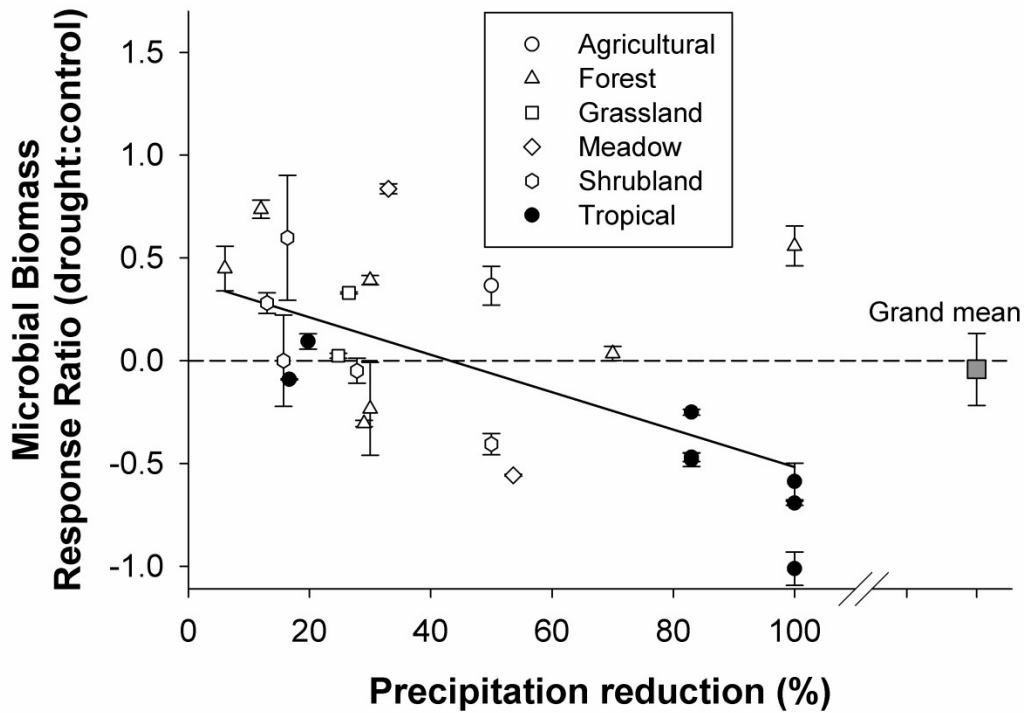 Microbial Biomass
Response Ratio (drought:control)
1.5
1.0
0.5
0.0
-0.5
-1.0
Agricultural
Forest
Grassland
Meadow
Shrubland
Tropical
Grand mean
0 20 40 60 80 100
Precipitation reduction (%)